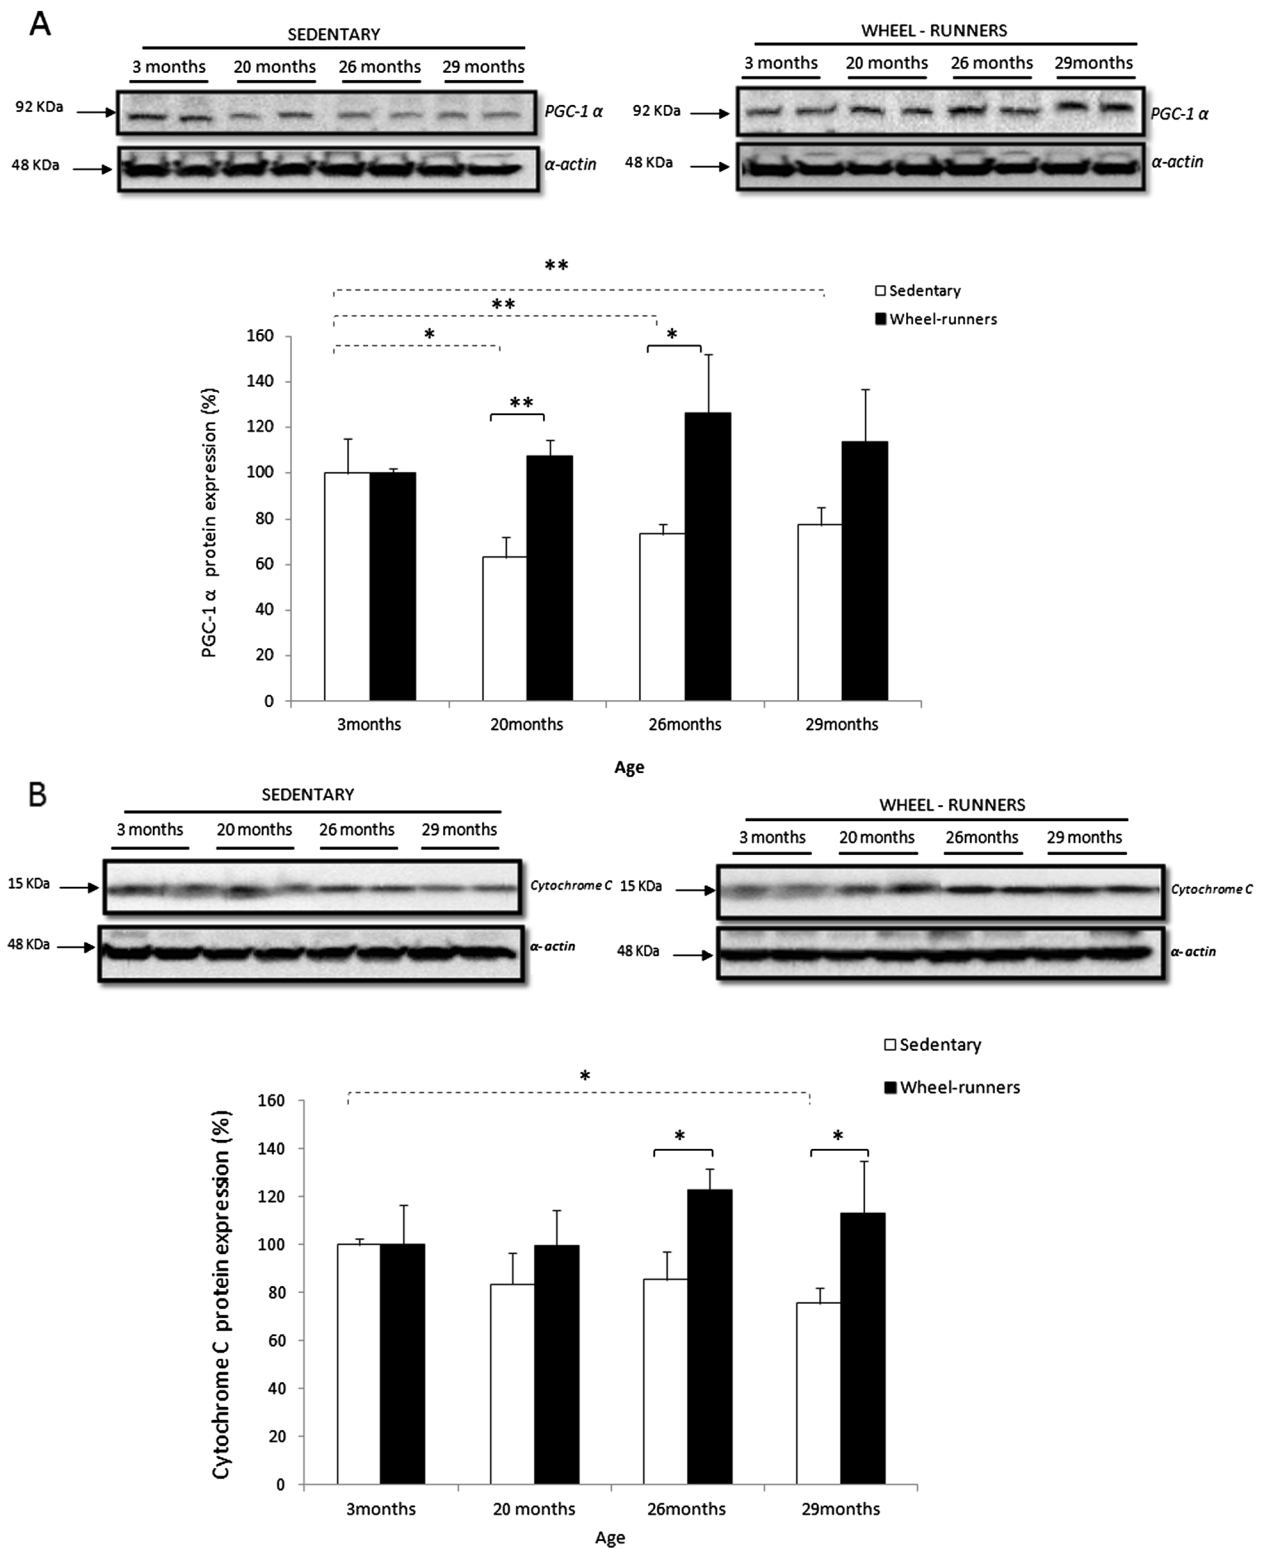 A
SEDENTARY
3 months 20 months 26 months 29 months
92 KDa PGC-1 α
48 KDa α-actin
WHEEL - RUNNERS
3 months 20 months 26 months 29months
92 KDa PGC-1 α
48 KDa α-actin
**
**
*
*
**
Sedentary
Wheel-runners
PGC-1 α protein expression (%)
160
140
120
100
80
60
40
20
0
3months 20months 26months 29months
Age
B
SEDENTARY
3 months 20 months 26 months 29 months
15 KDa Cytochrome C
48 KDa α-actin
WHEEL - RUNNERS
3 months 20 months 26months 29 months
15 KDa Cytochrome C
48 KDa α-actin
Sedentary
Wheel-runners
*
*
*
Cytochrome C protein expression (%)
160
140
120
100
80
60
40
20
0
3months 20 months 26months 29months
Age